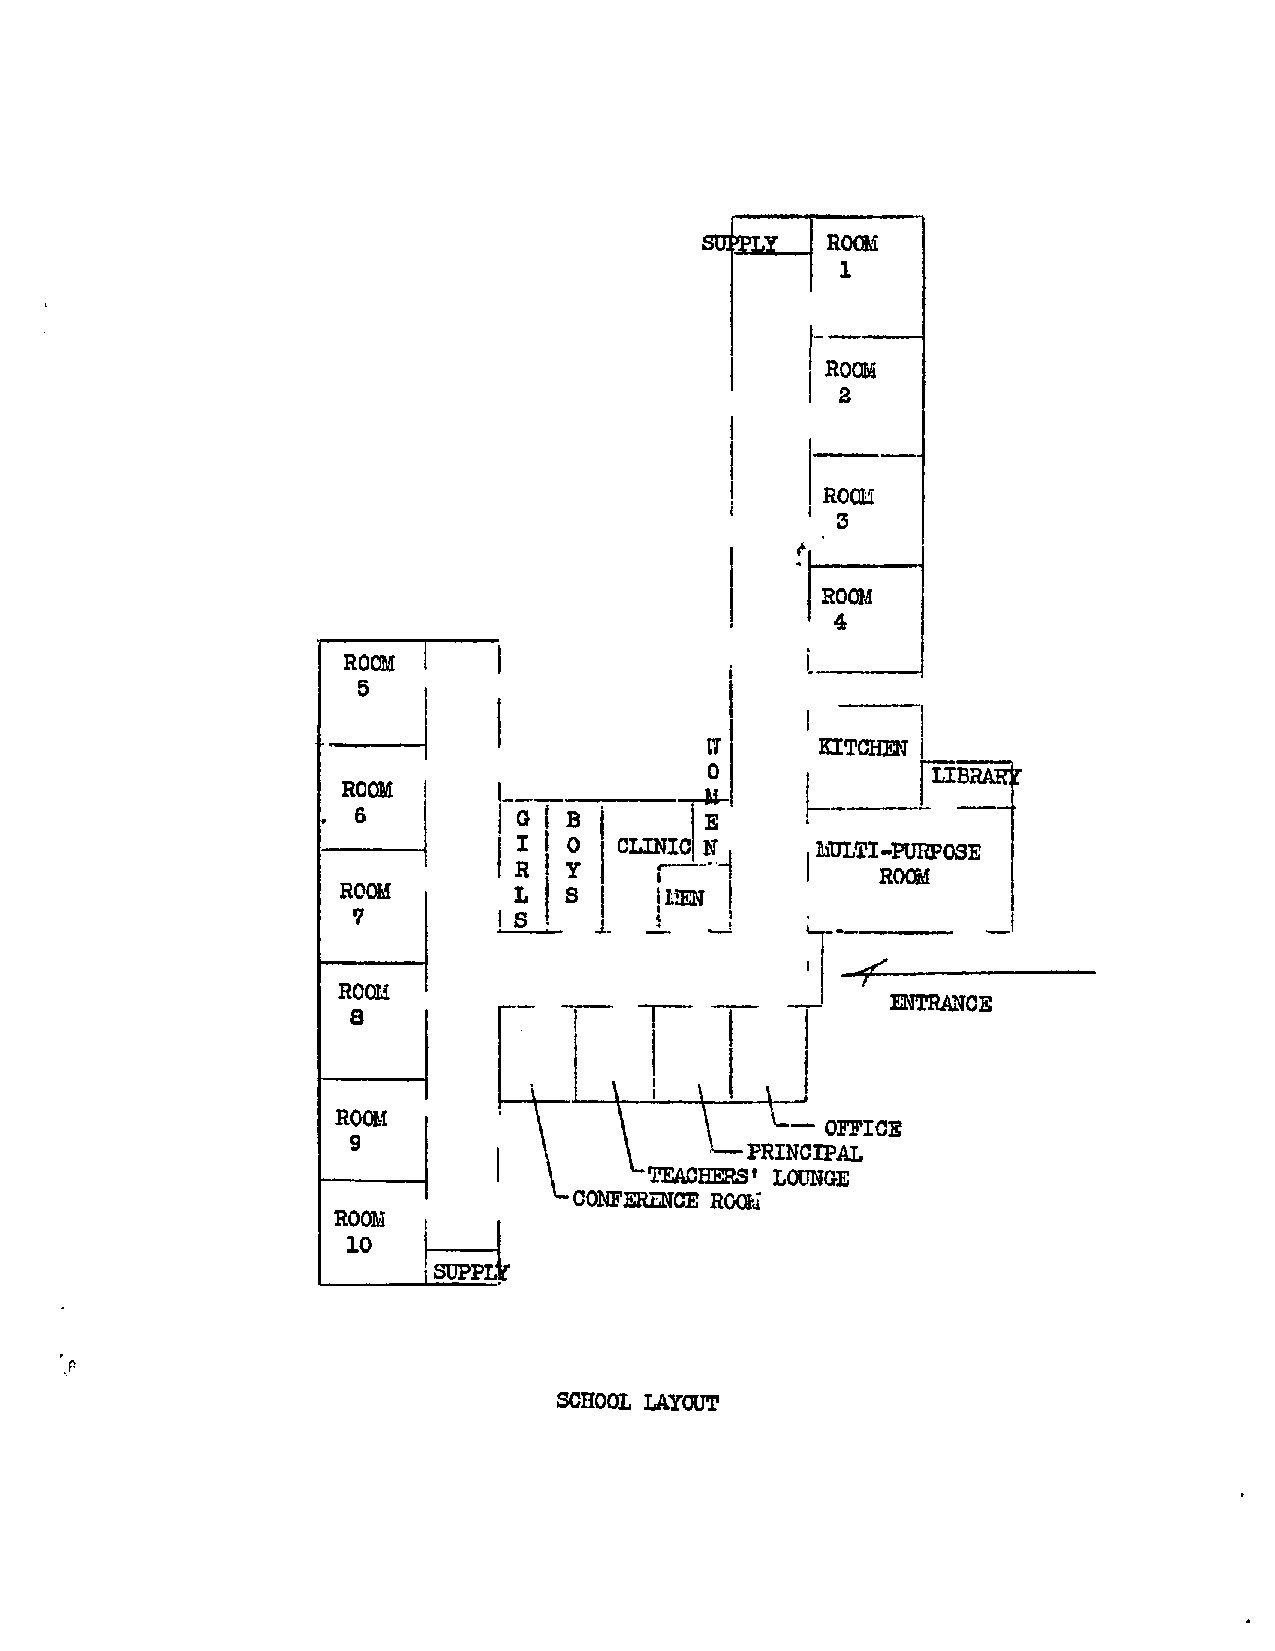 SUPPLY
ROOM
1
ROOM
2
ROOM
3
ROOM
4
ROOM
5
ROOM
6
ROOM
7
ROOM
8
ROOM
9
ROOM
10
SUPPLY
GIRLS
BOYS
CLINIC
WOMEN
MEN
KITCHEN
LIBRARY
MULTI-PURPOSE
ROOM
ENTRANCE
OFFICE
PRINCIPAL
TEACHERS' LOUNGE
CONFERENCE ROOM
SCHOOL LAYOUT